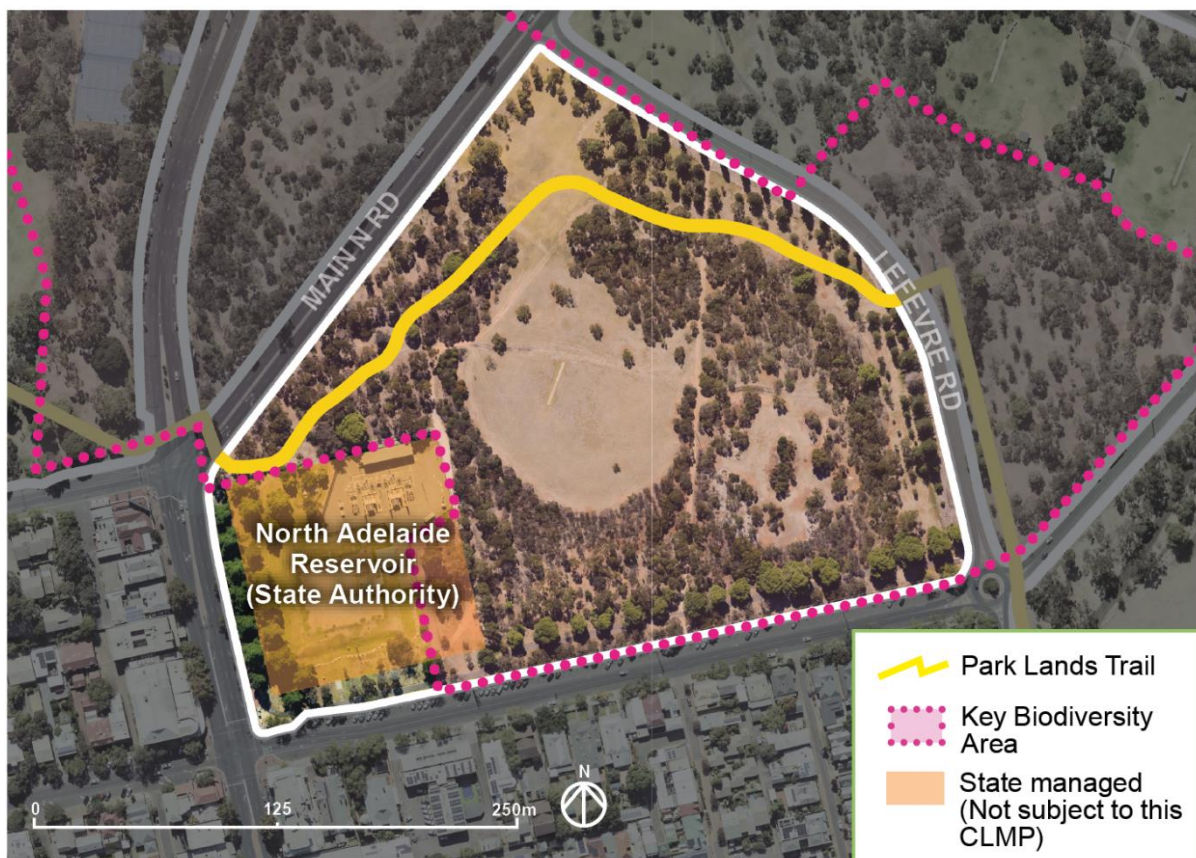 MAIN N RD
LEFEVRE RD
North Adelaide
Reservoir
(State Authority)
N
0 125 250m
Park Lands Trail
Key Biodiversity
Area
State managed
(Not subject to this
CLMP)